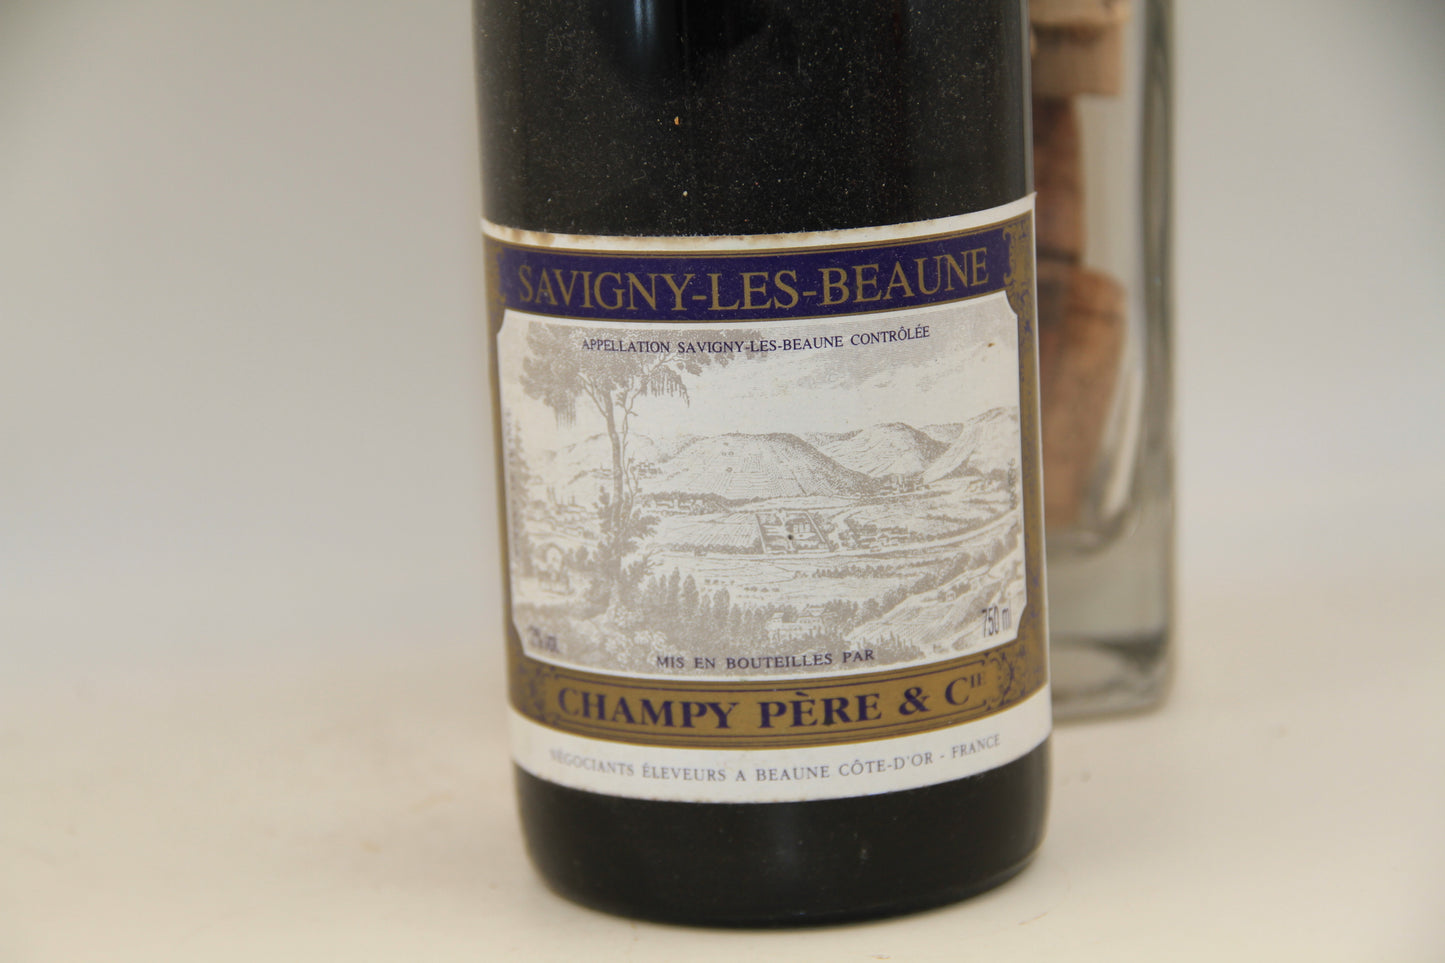 SAVIGNY-LES-BEAUNE
APPELLATION SAVIGNY-LES-BEAUNE CONTRÔLÉE
750 ml
MIS EN BOUTEILLES PAR
CHAMPY PÈRE & CIE
NÉGOCIANTS ÉLEVEURS A BEAUNE CÔTE-D'OR - FRANCE